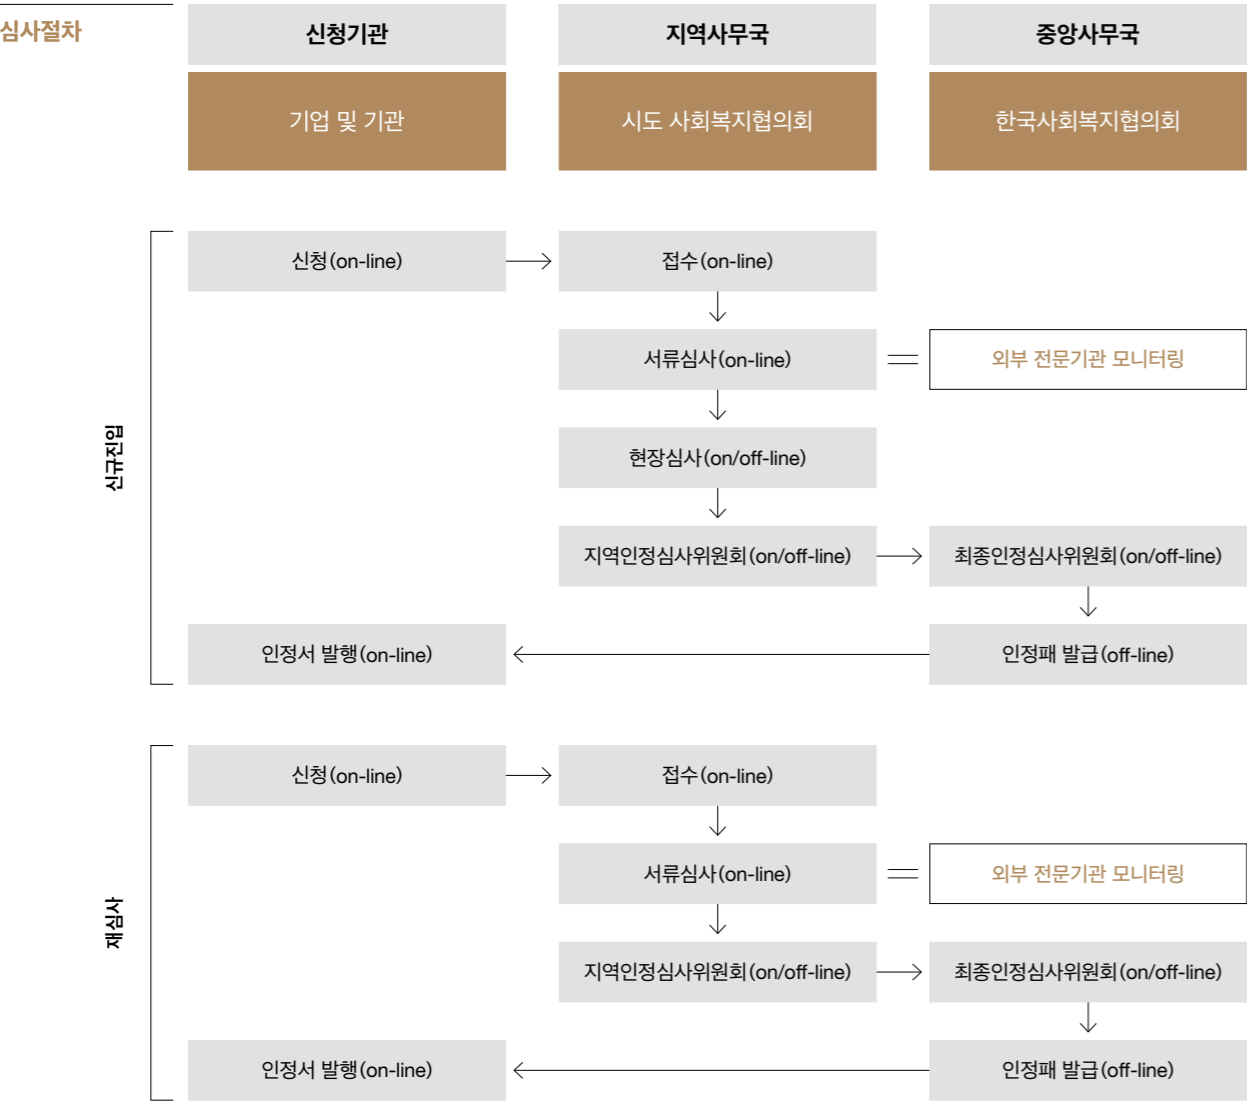 심사절차
신청기관
지역사무국
중앙사무국
기업 및 기관
시도 사회복지협의회
한국사회복지협의회
신규진입
신청(on-line)
접수(on-line)
서류심사(on-line)
외부 전문기관 모니터링
현장심사(on/off-line)
지역인정심사위원회(on/off-line)
최종인정심사위원회(on/off-line)
인정서 발행(on-line)
인정패 발급(off-line)
재심사
신청(on-line)
접수(on-line)
서류심사(on-line)
외부 전문기관 모니터링
지역인정심사위원회(on/off-line)
최종인정심사위원회(on/off-line)
인정서 발행(on-line)
인정패 발급(off-line)